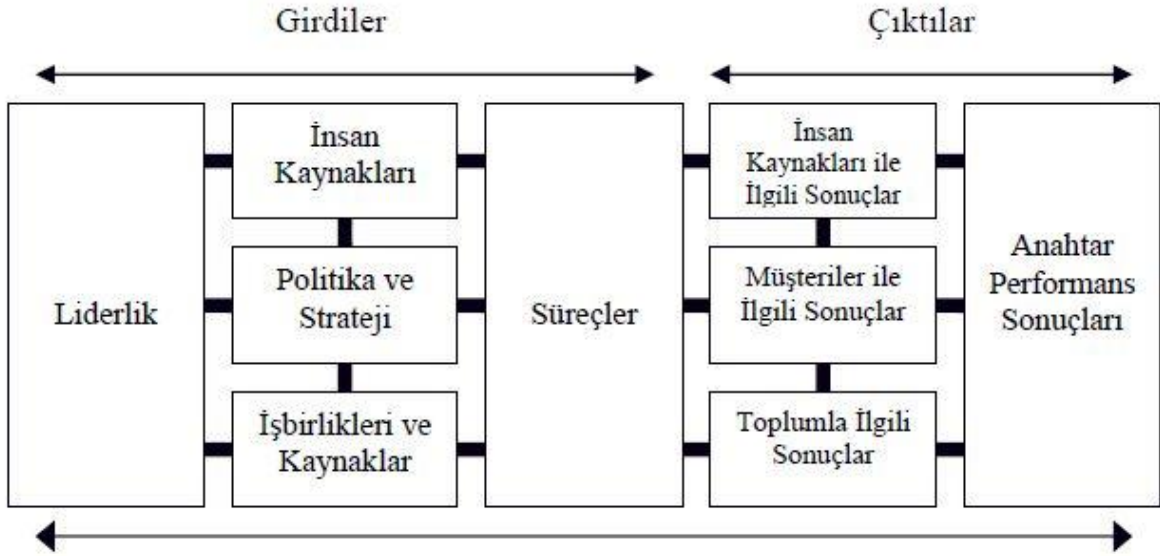 Girdiler
Çıktılar
Liderlik
İnsan
Kaynakları
Politika ve
Strateji
İşbirlikleri ve
Kaynaklar
Süreçler
İnsan
Kaynakları ile
İlgili Sonuçlar
Müşteriler ile
İlgili Sonuçlar
Toplumla İlgili
Sonuçlar
Anahtar
Performans
Sonuçları